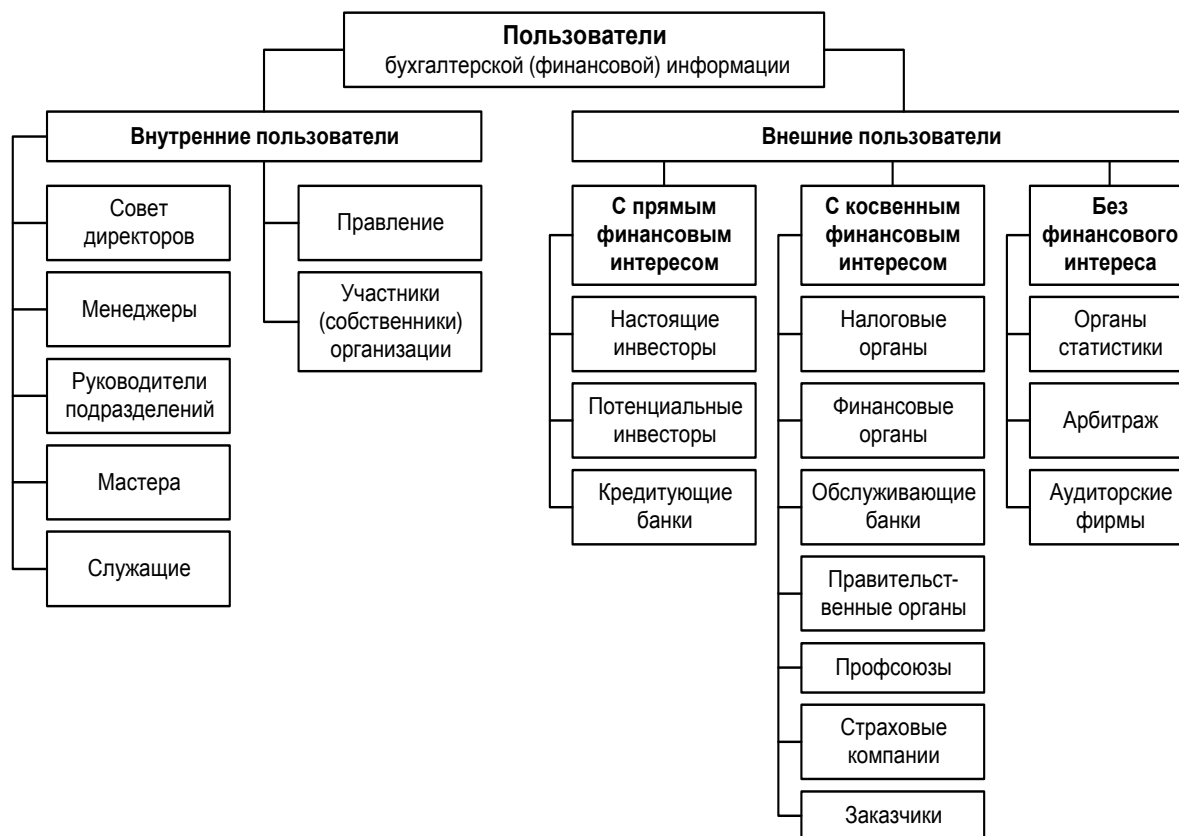 Пользователи
бухгалтерской (финансовой) информации
Внутренние пользователи
Совет
директоров
Менеджеры
Руководители
подразделений
Мастера
Служащие
Правление
Участники
(собственники)
организации
Внешние пользователи
С прямым
финансовым
интересом
Настоящие
инвесторы
Потенциальные
инвесторы
Кредитующие
банки
С косвенным
финансовым
интересом
Налоговые
органы
Финансовые
органы
Обслуживающие
банки
Правительст-
венные органы
Профсоюзы
Страховые
компании
Заказчики
Без
финансового
интереса
Органы
статистики
Арбитраж
Аудиторские
фирмы